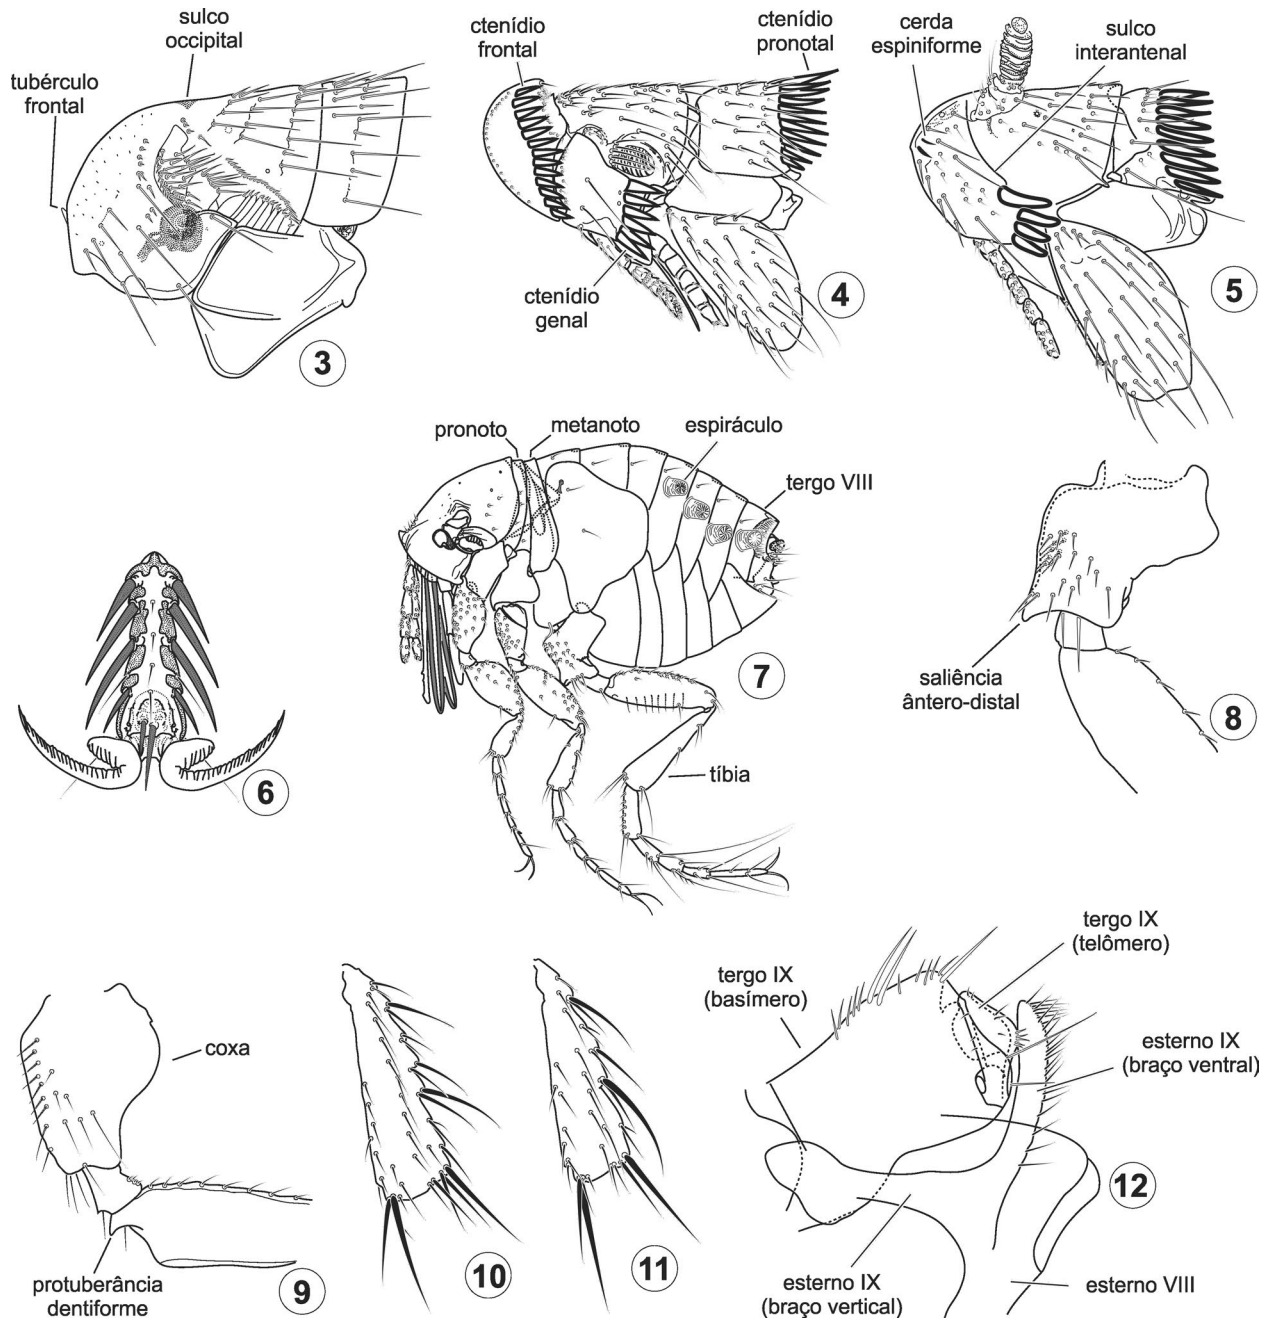 sulco
occipital
tubérculo
frontal
3
ctenídio
frontal
ctenídio
pronotal
ctenídio
genal
4
cerda
espiniforme
sulco
interantenal
5
6
pronoto
metanoto
espiráculo
tergo VIII
tíbia
7
saliência
ântero-distal
8
coxa
protuberância
dentiforme
9
10
11
tergo IX
(basímero)
tergo IX
(telômero)
esterno IX
(braço ventral)
esterno IX
(braço vertical)
esterno VIII
12